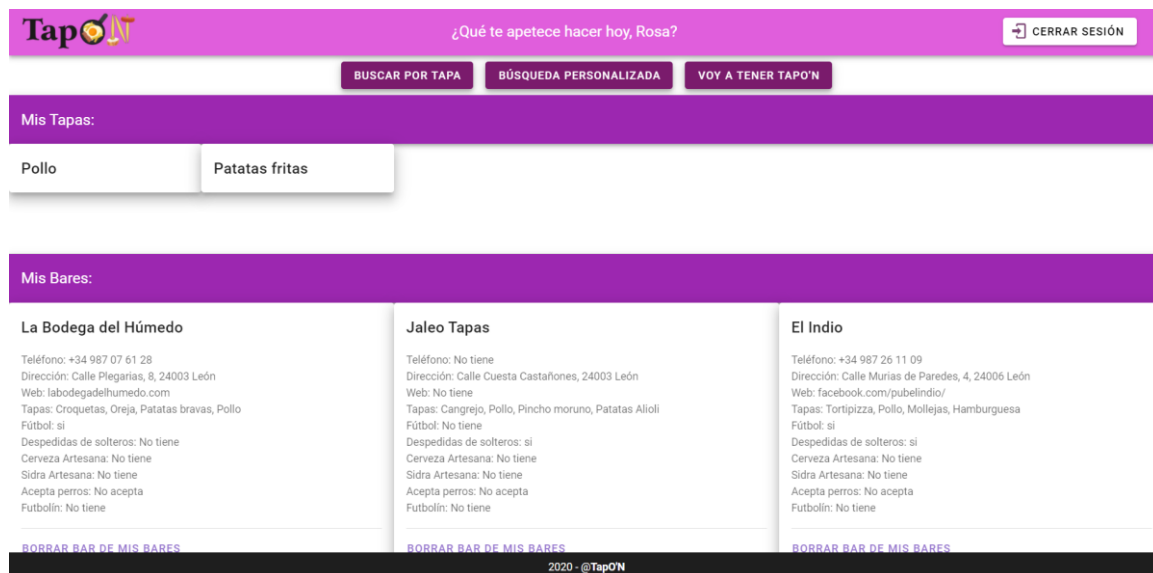 TapO'N
¿Qué te apetece hacer hoy, Rosa?
CERRAR SESIÓN
BUSCAR POR TAPA
BÚSQUEDA PERSONALIZADA
VOY A TENER TAPO'N
Mis Tapas:
Pollo
Patatas fritas
Mis Bares:
La Bodega del Húmedo
Teléfono: +34 987 07 61 28
Dirección: Calle Plegarias, 8, 24003 León
Web: labodegadelhumedo.com
Tapas: Croquetas, Oreja, Patatas bravas, Pollo
Fútbol: si
Despedidas de solteros: No tiene
Cerveza Artesana: No tiene
Sidra Artesana: No tiene
Acepta perros: No acepta
Futbolín: No tiene
BORRAR BAR DE MIS BARES
Jaleo Tapas
Teléfono: No tiene
Dirección: Calle Cuesta Castañones, 24003 León
Web: No tiene
Tapas: Cangrejo, Pollo, Pincho moruno, Patatas Alioli
Fútbol: No tiene
Despedidas de solteros: si
Cerveza Artesana: No tiene
Sidra Artesana: No tiene
Acepta perros: No acepta
Futbolín: No tiene
BORRAR BAR DE MIS BARES
El Indio
Teléfono: +34 987 26 11 09
Dirección: Calle Murias de Paredes, 4, 24006 León
Web: facebook.com/pubelindio/
Tapas: Tortipizza, Pollo, Mollejas, Hamburguesa
Fútbol: si
Despedidas de solteros: si
Cerveza Artesana: No tiene
Sidra Artesana: No tiene
Acepta perros: No acepta
Futbolín: No tiene
BORRAR BAR DE MIS BARES
2020 - @TapO'N